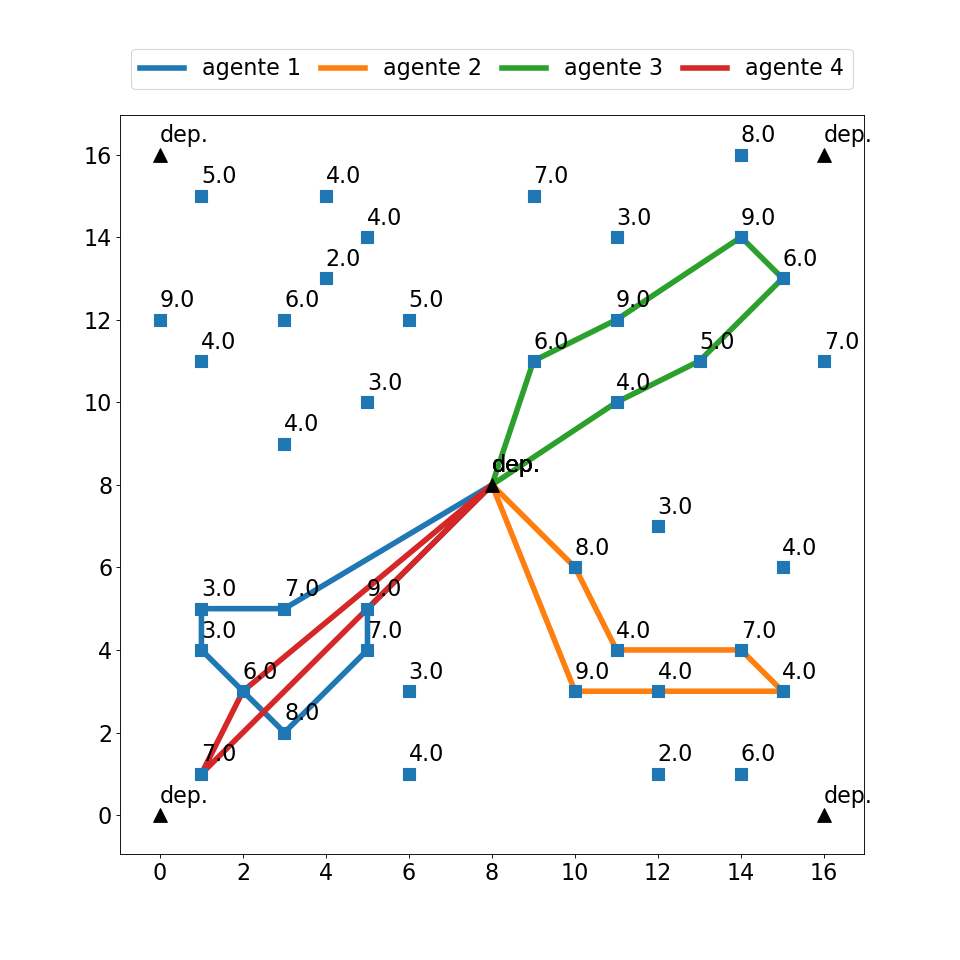 agente 1 agente 2 agente 3 agente 4
dep. 8.0 dep.
16
5.0 4.0 7.0
4.0 3.0 9.0
14
2.0 6.0
9.0 6.0 5.0 9.0
12
4.0 6.0 5.0 7.0
3.0 4.0
10
4.0
dep.
8
3.0
8.0 4.0
6
3.0 7.0 9.0
3.0 7.0 4.0 7.0
4
6.0 3.0 9.0 4.0 4.0
8.0
2
7.0 4.0 2.0 6.0
dep. dep.
0
0 2 4 6 8 10 12 14 16